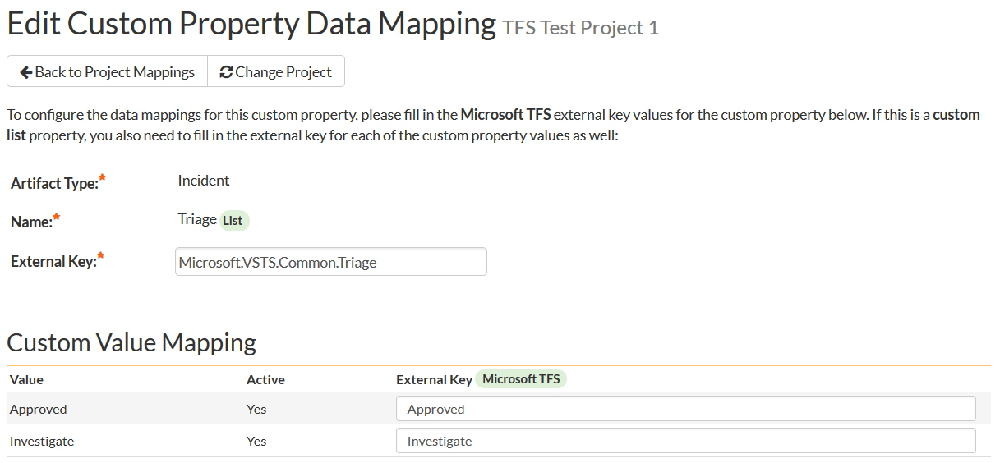 Edit Custom Property Data Mapping TFS Test Project 1
Back to Project Mappings Change Project
To configure the data mappings for this custom property, please fill in the Microsoft TFS external key values for the custom property below. If this is a custom
list property, you also need to fill in the external key for each of the custom property values as well:
Artifact Type:* Incident
Name:* Triage List
External Key:* Microsoft.VSTS.Common.Triage
Custom Value Mapping
Value Active External Key Microsoft TFS
Approved Yes Approved
Investigate Yes Investigate